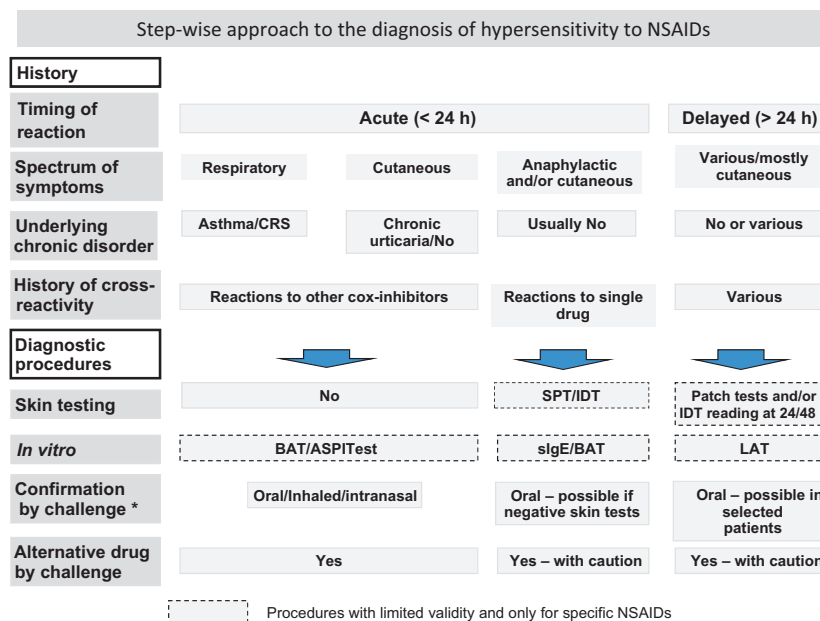 Step-wise approach to the diagnosis of hypersensitivity to NSAIDs
History
Timing of
reaction
Acute (< 24 h)
Delayed (> 24 h)
Spectrum of
symptoms
Respiratory
Cutaneous
Anaphylactic
and/or cutaneous
Various/mostly
cutaneous
Underlying
chronic disorder
Asthma/CRS
Chronic
urticaria/No
Usually No
No or various
History of cross-
reactivity
Reactions to other cox-inhibitors
Reactions to single
drug
Various
Diagnostic
procedures
Skin testing
No
SPT/IDT
Patch tests and/or
IDT reading at 24/48
In vitro
BAT/ASPITest
sIgE/BAT
LAT
Confirmation
by challenge *
Oral/Inhaled/intranasal
Oral – possible if
negative skin tests
Oral – possible in
selected
patients
Alternative drug
by challenge
Yes
Yes – with caution
Yes – with caution
Procedures with limited validity and only for specific NSAIDs